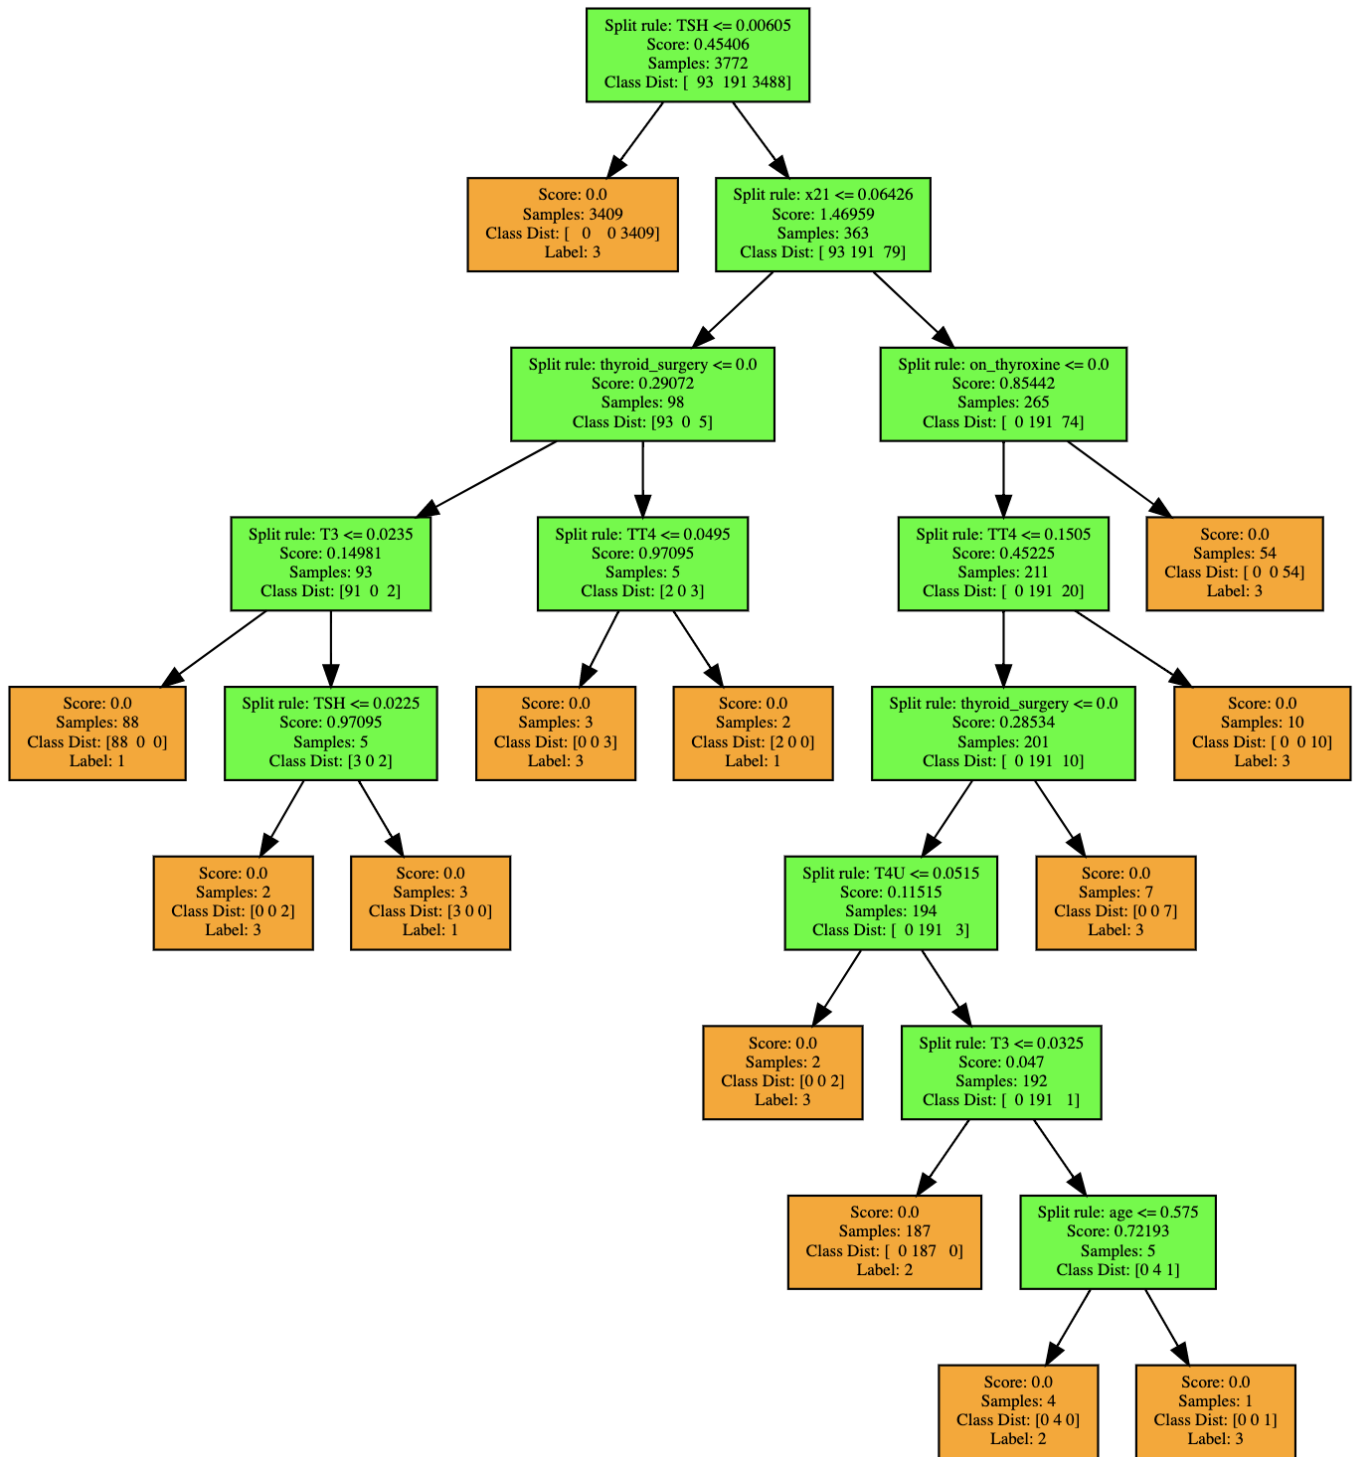 Split rule: TSH <= 0.00605
Score: 0.45406
Samples: 3772
Class Dist: [  93  191 3488]
Score: 0.0
Samples: 3409
Class Dist: [   0    0 3409]
Label: 3
Split rule: x21 <= 0.06426
Score: 1.46959
Samples: 363
Class Dist: [ 93 191  79]
Split rule: thyroid_surgery <= 0.0
Score: 0.29072
Samples: 98
Class Dist: [93  0  5]
Split rule: on_thyroxine <= 0.0
Score: 0.85442
Samples: 265
Class Dist: [  0 191  74]
Split rule: T3 <= 0.0235
Score: 0.14981
Samples: 93
Class Dist: [91  0  2]
Split rule: TT4 <= 0.0495
Score: 0.97095
Samples: 5
Class Dist: [2 0 3]
Split rule: TT4 <= 0.1505
Score: 0.45225
Samples: 211
Class Dist: [  0 191  20]
Score: 0.0
Samples: 54
Class Dist: [ 0  0 54]
Label: 3
Score: 0.0
Samples: 88
Class Dist: [88  0  0]
Label: 1
Split rule: TSH <= 0.0225
Score: 0.97095
Samples: 5
Class Dist: [3 0 2]
Score: 0.0
Samples: 3
Class Dist: [0 0 3]
Label: 3
Score: 0.0
Samples: 2
Class Dist: [2 0 0]
Label: 1
Split rule: thyroid_surgery <= 0.0
Score: 0.28534
Samples: 201
Class Dist: [  0 191  10]
Score: 0.0
Samples: 10
Class Dist: [ 0  0 10]
Label: 3
Score: 0.0
Samples: 2
Class Dist: [0 0 2]
Label: 3
Score: 0.0
Samples: 3
Class Dist: [3 0 0]
Label: 1
Split rule: T4U <= 0.0515
Score: 0.11515
Samples: 194
Class Dist: [  0 191   3]
Score: 0.0
Samples: 7
Class Dist: [0 0 7]
Label: 3
Score: 0.0
Samples: 2
Class Dist: [0 0 2]
Label: 3
Split rule: T3 <= 0.0325
Score: 0.047
Samples: 192
Class Dist: [  0 191   1]
Score: 0.0
Samples: 187
Class Dist: [  0 187   0]
Label: 2
Split rule: age <= 0.575
Score: 0.72193
Samples: 5
Class Dist: [0 4 1]
Score: 0.0
Samples: 4
Class Dist: [0 4 0]
Label: 2
Score: 0.0
Samples: 1
Class Dist: [0 0 1]
Label: 3